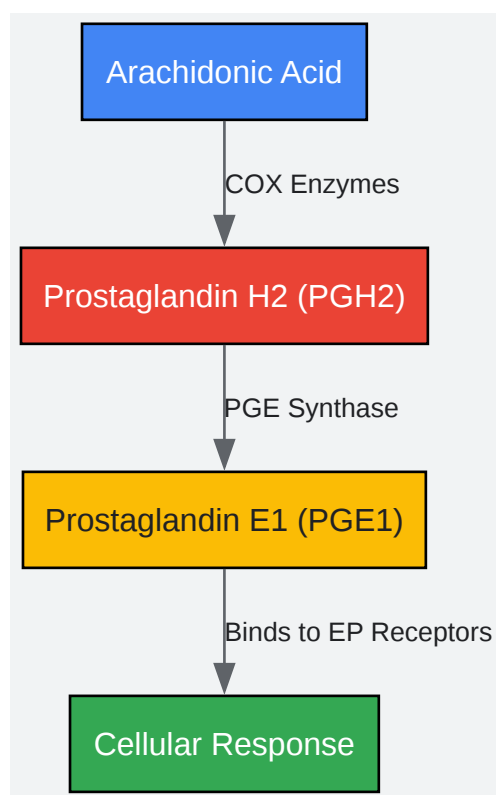 Arachidonic Acid
COX Enzymes
Prostaglandin H2 (PGH2)
PGE Synthase
Prostaglandin E1 (PGE1)
Binds to EP Receptors
Cellular Response